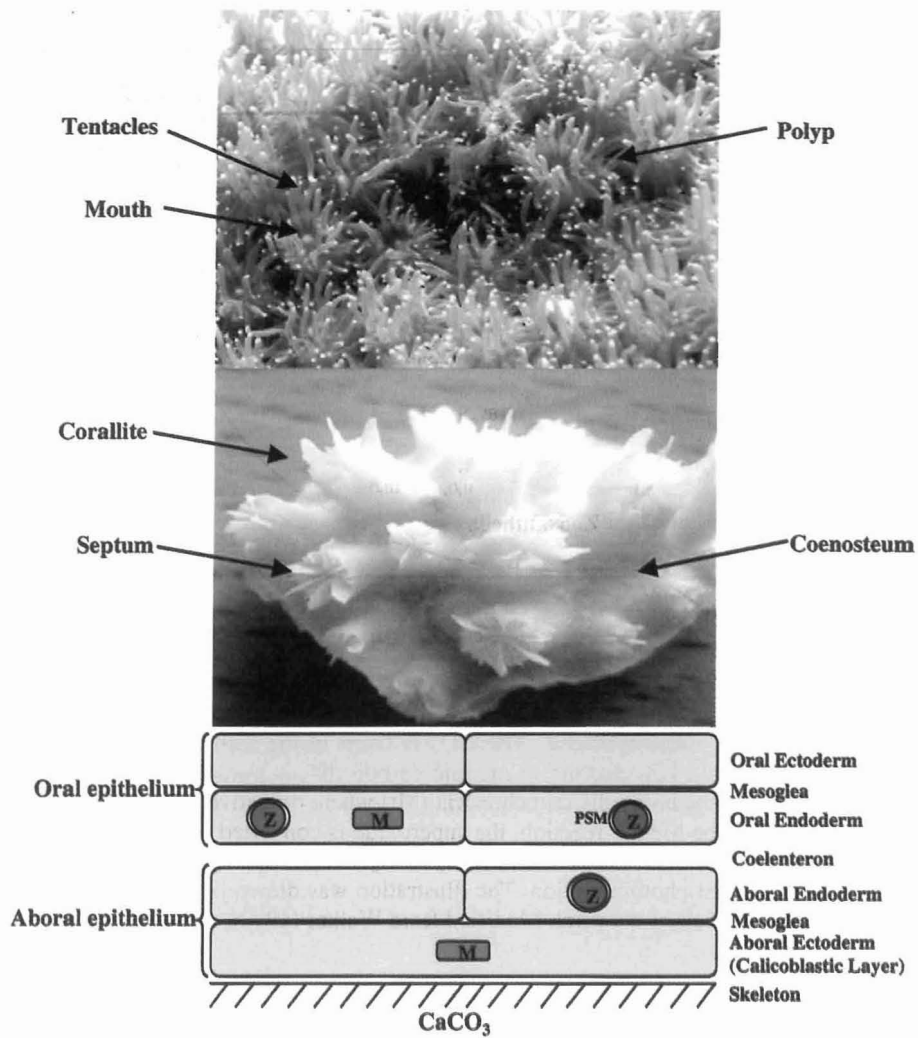 Tentacles
Polyp
Mouth
Corallite
Septum
Coenosteum
Oral epithelium
Oral Ectoderm
Mesoglea
Z
M
PSM
Z
Oral Endoderm
Coelenteron
Aboral epithelium
Z
Aboral Endoderm
Mesoglea
M
Aboral Ectoderm
(Calicoblastic Layer)
Skeleton
CaCO₃